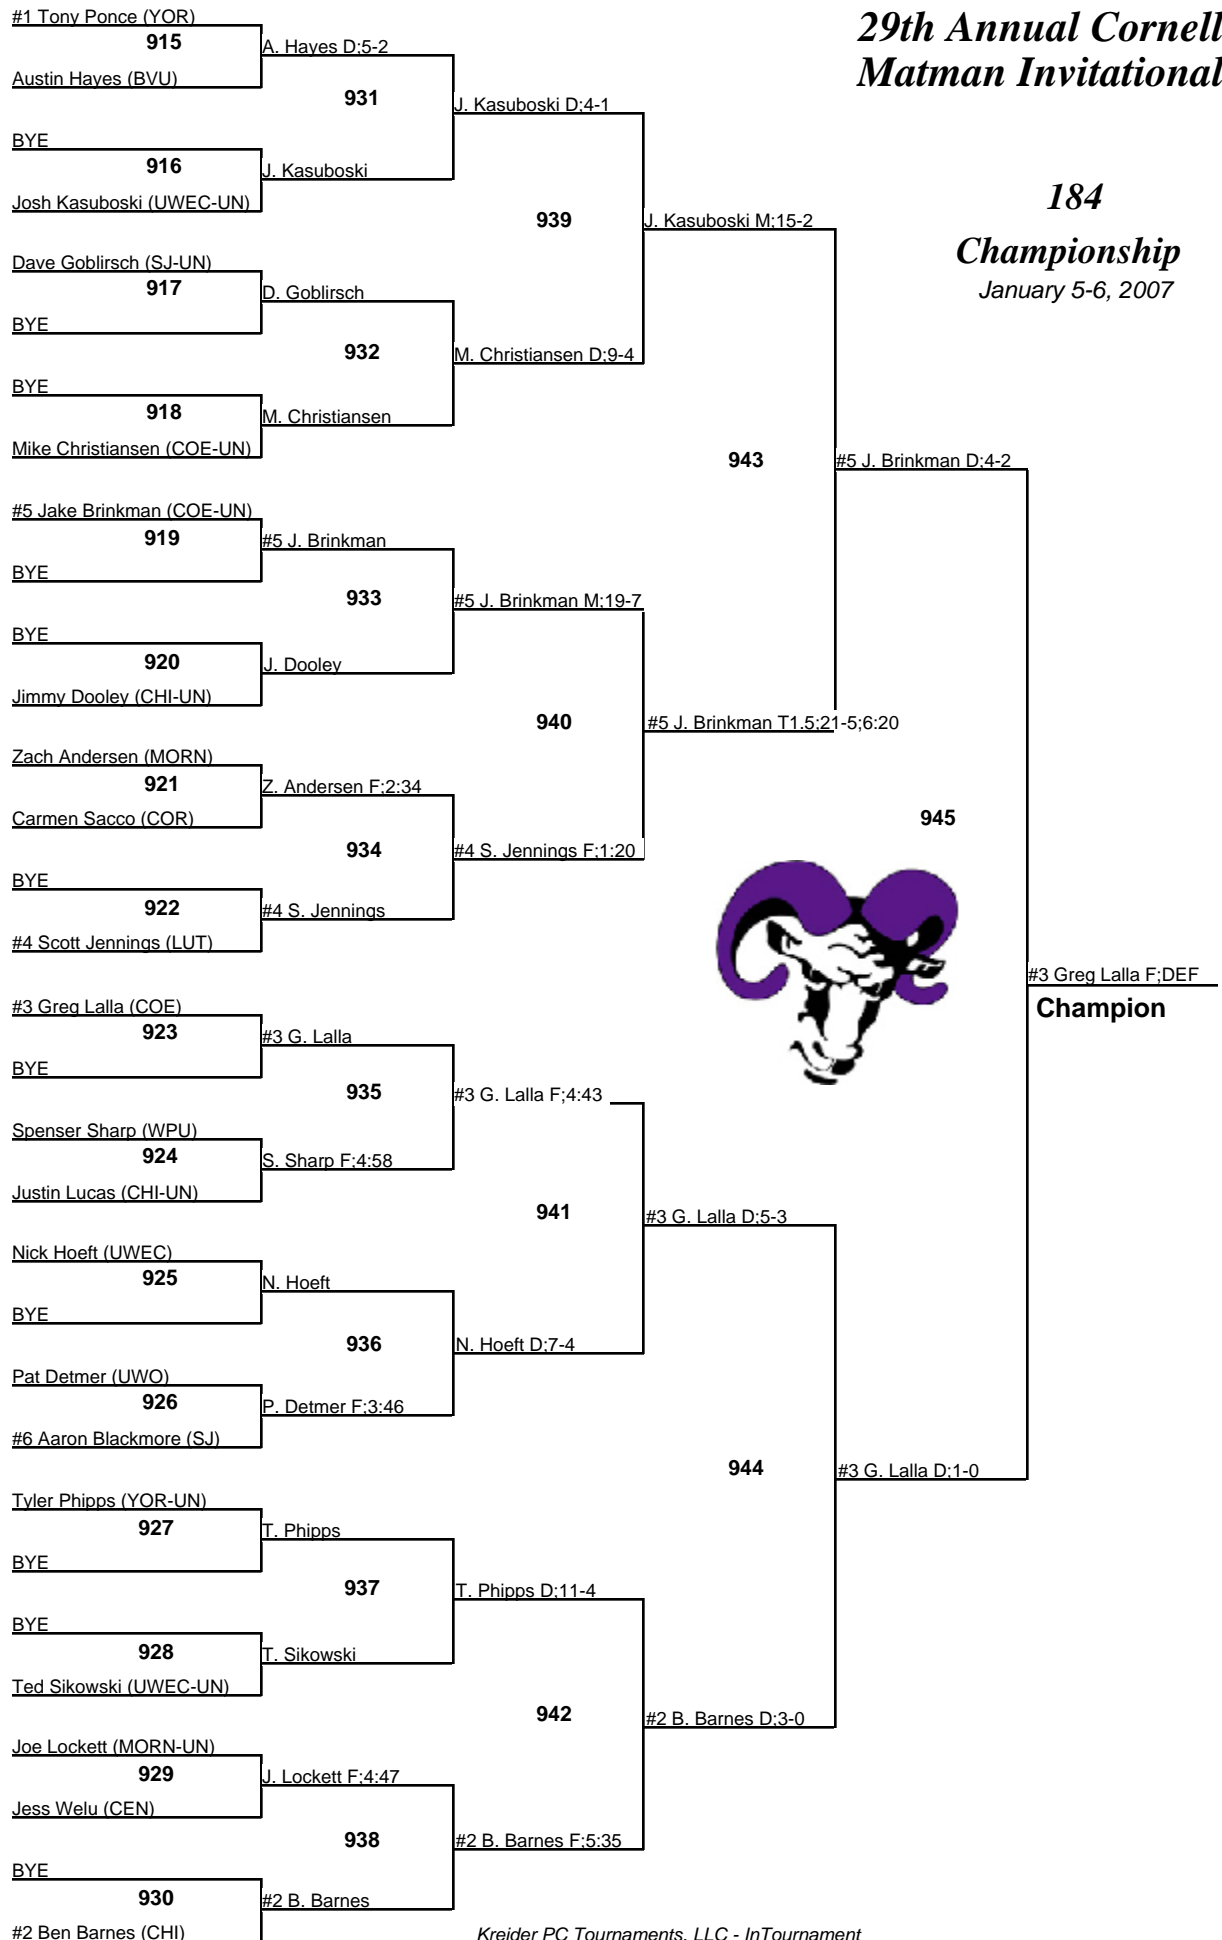 29th Annual Cornell
Matman Invitational
184
Championship
January 5-6, 2007
#1 Tony Ponce (YOR)
915
Austin Hayes (BVU)
BYE
916
Josh Kasuboski (UWEC-UN)
Dave Goblirsch (SJ-UN)
917
BYE
BYE
918
Mike Christiansen (COE-UN)
#5 Jake Brinkman (COE-UN)
919
BYE
BYE
920
Jimmy Dooley (CHI-UN)
Zach Andersen (MORN)
921
Carmen Sacco (COR)
BYE
922
#4 Scott Jennings (LUT)
#3 Greg Lalla (COE)
923
BYE
Spenser Sharp (WPU)
924
Justin Lucas (CHI-UN)
Nick Hoeft (UWEC)
925
BYE
Pat Detmer (UWO)
926
#6 Aaron Blackmore (SJ)
Tyler Phipps (YOR-UN)
927
BYE
BYE
928
Ted Sikowski (UWEC-UN)
Joe Lockett (MORN-UN)
929
Jess Welu (CEN)
BYE
930
#2 Ben Barnes (CHI)
A. Hayes D;5-2
931
J. Kasuboski
D. Goblirsch
932
M. Christiansen
#5 J. Brinkman
933
J. Dooley
Z. Andersen F;2:34
934
#4 S. Jennings
#3 G. Lalla
935
S. Sharp F;4:58
N. Hoeft
936
P. Detmer F;3:46
T. Phipps
937
T. Sikowski
J. Lockett F;4:47
938
#2 B. Barnes
J. Kasuboski D;4-1
939
M. Christiansen D;9-4
#5 J. Brinkman M;19-7
940
#4 S. Jennings F;1:20
#3 G. Lalla F;4:43
941
N. Hoeft D;7-4
T. Phipps D;11-4
942
#2 B. Barnes F;5:35
J. Kasuboski M;15-2
943
#5 J. Brinkman T1.5;21-5;6:20
#3 G. Lalla D;5-3
944
#2 B. Barnes D;3-0
#5 J. Brinkman D;4-2
945
#3 G. Lalla D;1-0
#3 Greg Lalla F;DEF
Champion
Kreider PC Tournaments, LLC - InTournament